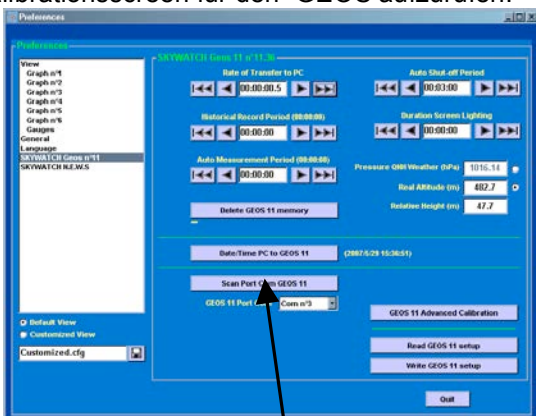 librationsscreen für den GEOS aufzurufen.
Preferences
Preferences
View
Graph n°1
Graph n°2
Graph n°3
Graph n°4
Graph n°5
Graph n°6
Gauges
General
Language
SKYWATCH Geos n°11
SKYWATCH N.E.W.S
Default View
Customized View
Customized.cfg
SKYWATCH Geos 11 n°11.30
Rate of Transfer to PC
00:00:00.5
Auto Shut-off Period
00:03:00
Historical Record Period (00:00:00)
00:00:00
Duration Screen Lighting
00:00:00
Auto Measurement Period (00:00:00)
00:00:00
Pressure QNH Weather (hPa) 1016.14
Real Altitude (m) 482.7
Relative Height (m) 47.7
Delete GEOS 11 memory
Date/Time PC to GEOS 11
(2007/5/29 15:36:51)
Scan Port Com GEOS 11
GEOS 11 Port Com n°3
GEOS 11 Advanced Calibration
Read GEOS 11 setup
Write GEOS 11 setup
Quit